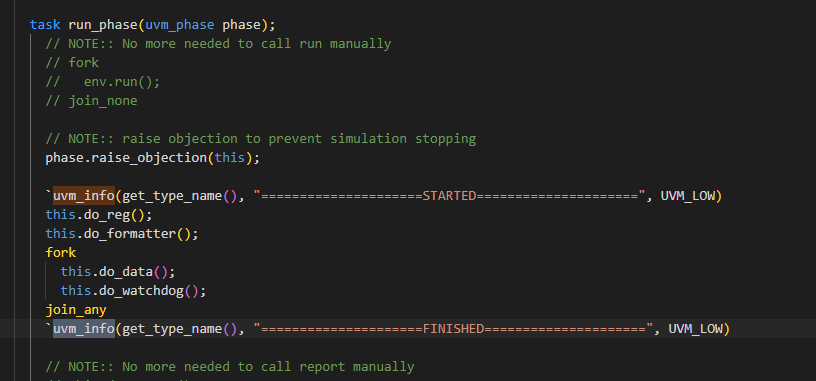 task run_phase(uvm_phase phase);
// NOTE:: No more needed to call run manually
// fork
//   env.run();
// join_none
// NOTE:: raise objection to prevent simulation stopping
phase.raise_objection(this);
`uvm_info(get_type_name(), "=====================STARTED=====================", UVM_LOW)
this.do_reg();
this.do_formatter();
fork
this.do_data();
this.do_watchdog();
join_any
`uvm_info(get_type_name(), "=====================FINISHED=====================", UVM_LOW)
// NOTE:: No more needed to call report manually